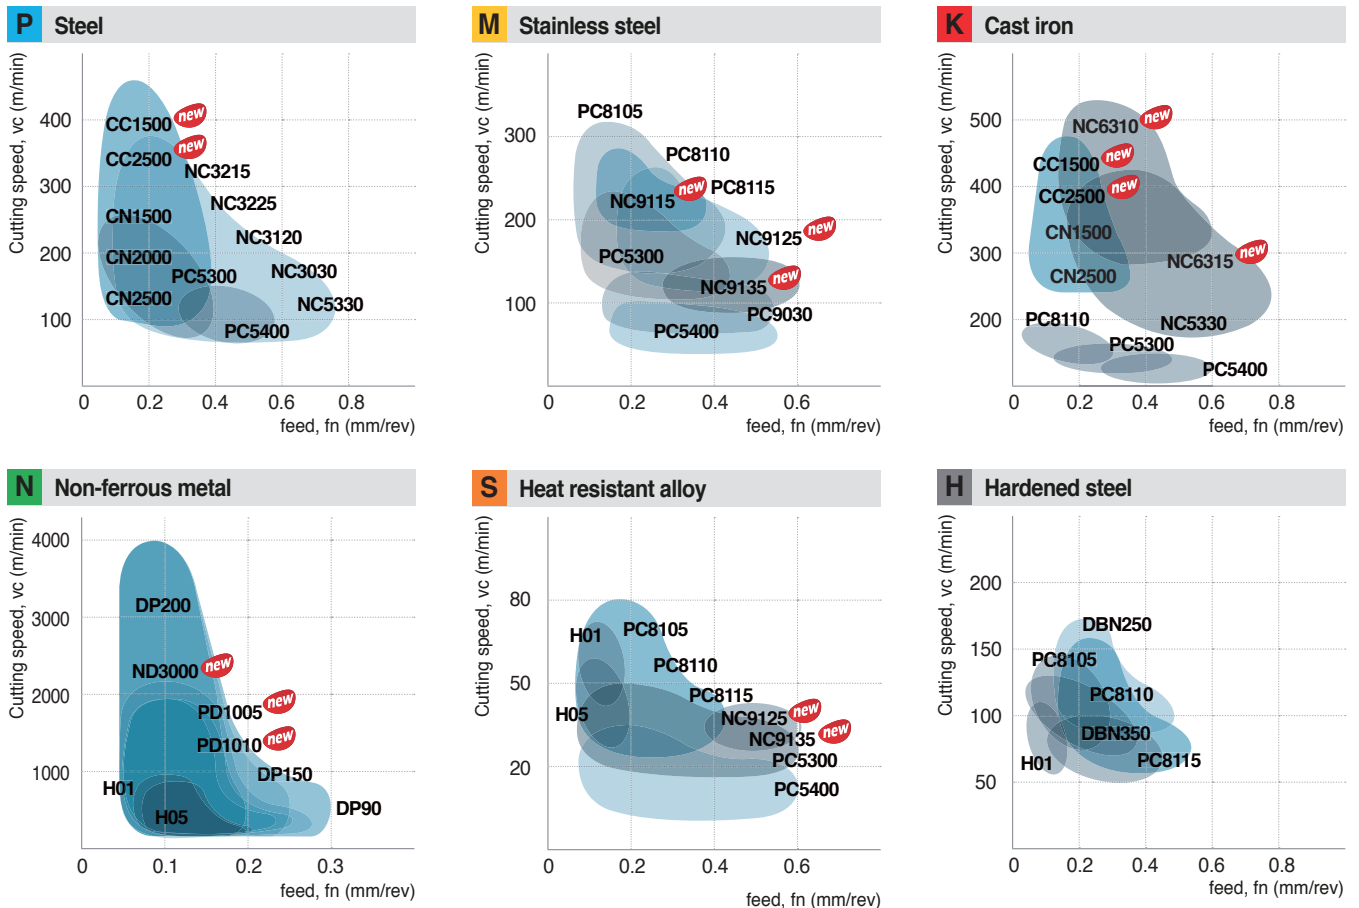 P Steel
Cutting speed, vc (m/min)
400
300
200
100
CC1500 new
CC2500 new
NC3215
NC3225
CN1500
NC3120
CN2000
PC5300
NC3030
CN2500
NC5330
PC5400
0 0.2 0.4 0.6 0.8
feed, fn (mm/rev)
M Stainless steel
Cutting speed, vc (m/min)
300
200
100
PC8105
PC8110
PC8115
NC9115 new
NC9125 new
PC5300
NC9135 new
PC9030
PC5400
0 0.2 0.4 0.6
feed, fn (mm/rev)
K Cast iron
Cutting speed, vc (m/min)
500
400
300
200
NC6310 new
CC1500 new
CC2500 new
CN1500
NC6315 new
CN2500
PC8110
NC5330
PC5300
PC5400
0 0.2 0.4 0.6 0.8
feed, fn (mm/rev)
N Non-ferrous metal
Cutting speed, vc (m/min)
4000
3000
2000
1000
DP200
ND3000 new
PD1005 new
PD1010 new
DP150
H01
H05
DP90
0 0.1 0.2 0.3
feed, fn (mm/rev)
S Heat resistant alloy
Cutting speed, vc (m/min)
80
50
20
H01
PC8105
PC8110
PC8115
H05
NC9125 new
NC9135 new
PC5300
PC5400
0 0.2 0.4 0.6
feed, fn (mm/rev)
H Hardened steel
Cutting speed, vc (m/min)
200
150
100
50
DBN250
PC8105
PC8110
DBN350
H01
PC8115
0 0.2 0.4 0.6 0.8
feed, fn (mm/rev)